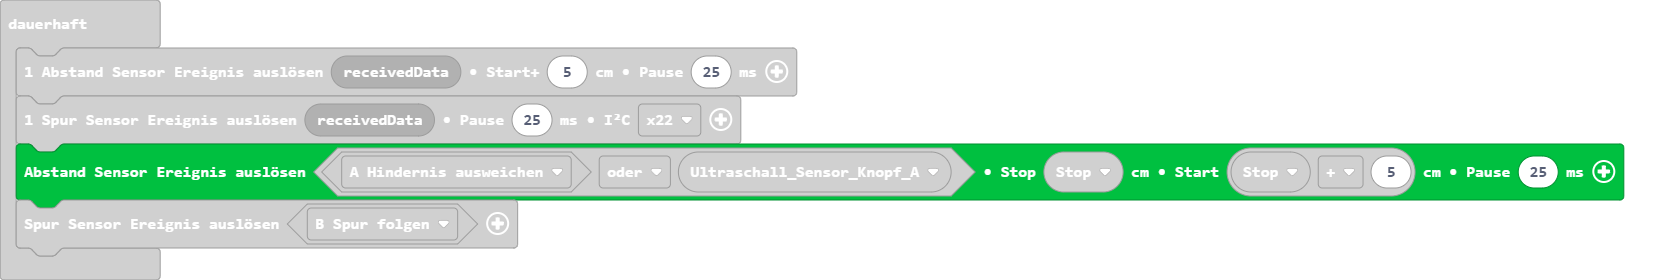 dauerhaft
1 Abstand Sensor Ereignis auslösen receivedData • Start+ 5 cm • Pause 25 ms
1 Spur Sensor Ereignis auslösen receivedData • Pause 25 ms • I²C x22
Abstand Sensor Ereignis auslösen A Hindernis ausweichen oder Ultraschall_Sensor_Knopf_A • Stop Stop cm • Start Stop + 5 cm • Pause 25 ms
Spur Sensor Ereignis auslösen B Spur folgen